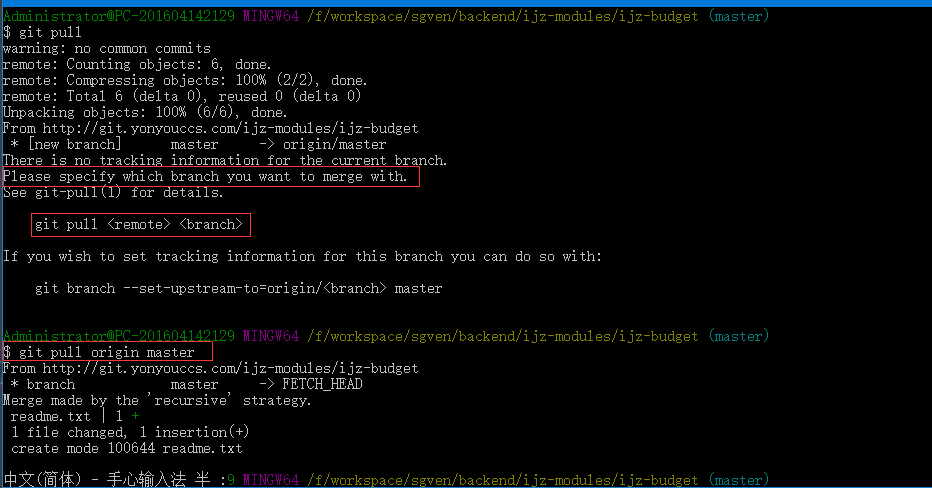 Administrator@PC-201604142129 MINGW64 /f/workspace/sgven/backend/ijz-modules/ijz-budget (master)
$ git pull
warning: no common commits
remote: Counting objects: 6, done.
remote: Compressing objects: 100% (2/2), done.
remote: Total 6 (delta 0), reused 0 (delta 0)
Unpacking objects: 100% (6/6), done.
From http://git.yonyouccs.com/ijz-modules/ijz-budget
 * [new branch]      master     -> origin/master
There is no tracking information for the current branch.
Please specify which branch you want to merge with.
See git-pull(1) for details.

    git pull <remote> <branch>

If you wish to set tracking information for this branch you can do so with:

    git branch --set-upstream-to=origin/<branch> master

Administrator@PC-201604142129 MINGW64 /f/workspace/sgven/backend/ijz-modules/ijz-budget (master)
$ git pull origin master
From http://git.yonyouccs.com/ijz-modules/ijz-budget
 * branch            master     -> FETCH_HEAD
Merge made by the 'recursive' strategy.
 readme.txt | 1 +
 1 file changed, 1 insertion(+)
 create mode 100644 readme.txt

中文(简体) - 手心输入法 半 :9 MINGW64 /f/workspace/sgven/backend/ijz-modules/ijz-budget (master)